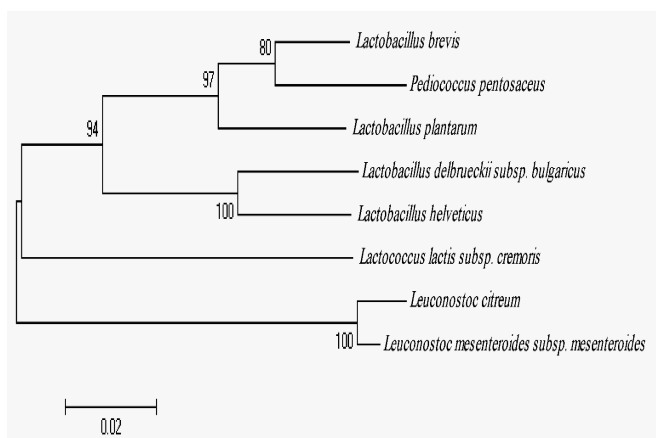 80
Lactobacillus brevis
Pediococcus pentosaceus
97
Lactobacillus plantarum
94
Lactobacillus delbrueckii subsp. bulgaricus
100
Lactobacillus helveticus
Lactococcus lactis subsp. cremoris
Leuconostoc citreum
100
Leuconostoc mesenteroides subsp. mesenteroides
0.02